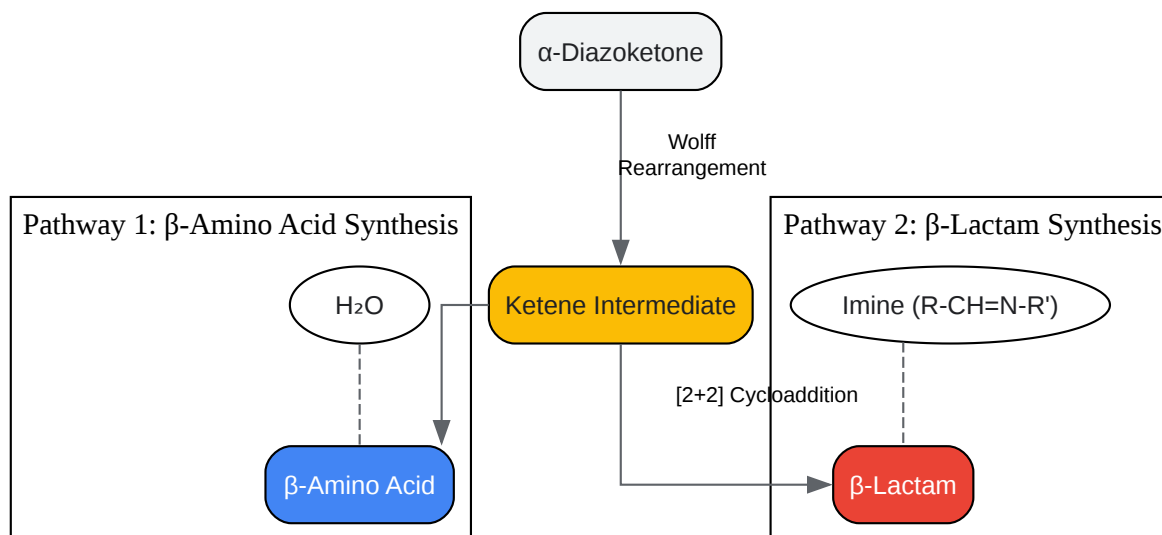 α-Diazoketone
Wolff
Rearrangement
Pathway 1: β-Amino Acid Synthesis
Pathway 2: β-Lactam Synthesis
H₂O
Ketene Intermediate
Imine (R-CH=N-R')
[2+2] Cycloaddition
β-Amino Acid
β-Lactam